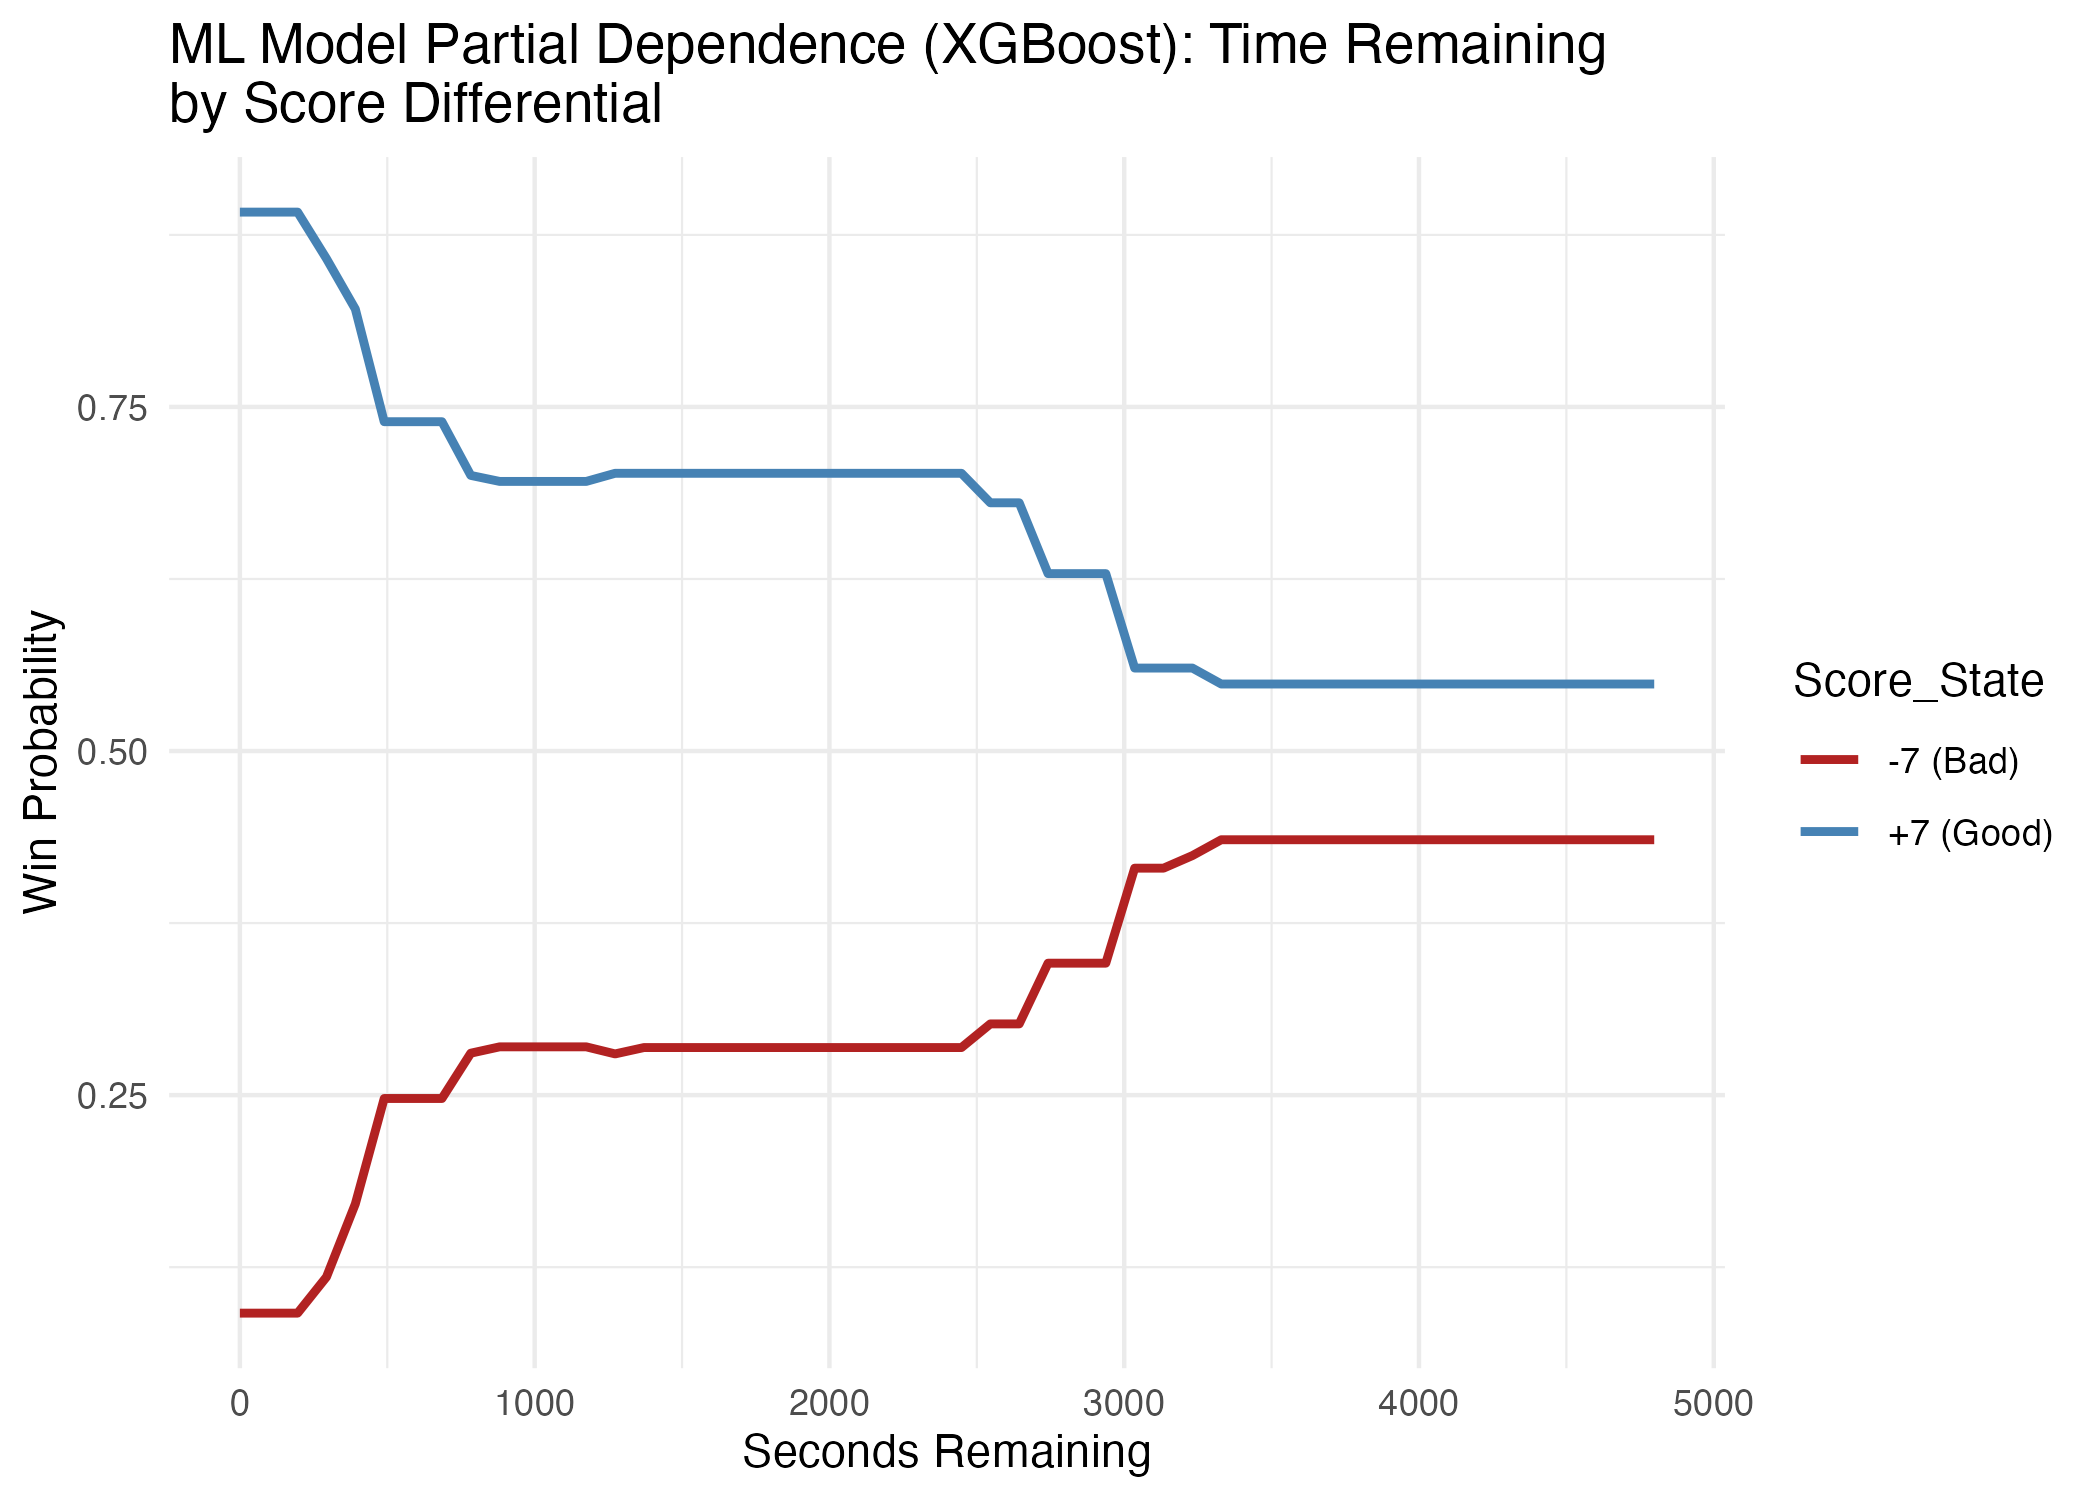 ML Model Partial Dependence (XGBoost): Time Remaining
by Score Differential
Win Probability
0.75
0.50
0.25
0
1000
2000
3000
4000
5000
Seconds Remaining
Score_State
-7 (Bad)
+7 (Good)